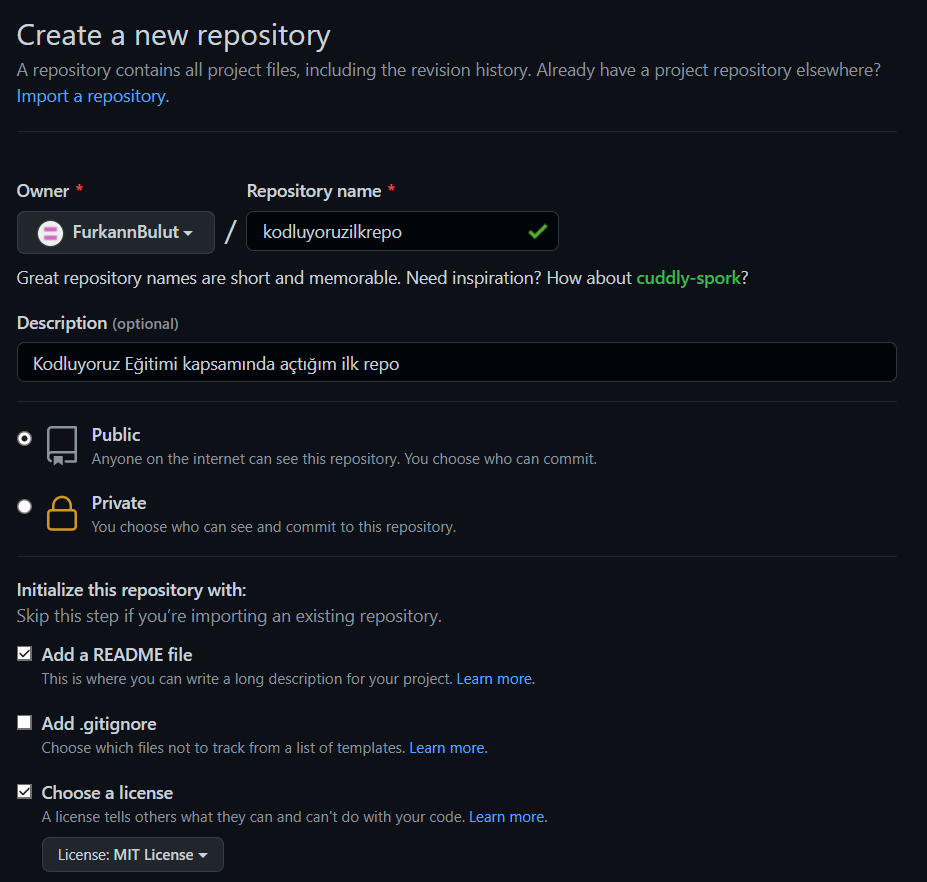 Create a new repository
A repository contains all project files, including the revision history. Already have a project repository elsewhere?
Import a repository.
Owner *
Repository name *
FurkannBulut
/
kodluyoruzilkrepo
Great repository names are short and memorable. Need inspiration? How about cuddly-spork?
Description (optional)
Kodluyoruz Eğitimi kapsamında açtığım ilk repo
Public
Anyone on the internet can see this repository. You choose who can commit.
Private
You choose who can see and commit to this repository.
Initialize this repository with:
Skip this step if you're importing an existing repository.
Add a README file
This is where you can write a long description for your project. Learn more.
Add .gitignore
Choose which files not to track from a list of templates. Learn more.
Choose a license
A license tells others what they can and can't do with your code. Learn more.
License: MIT License